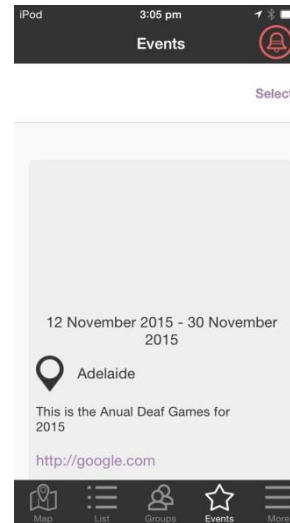 iPod 3:05 pm
Events
Select
12 November 2015 - 30 November
2015
Adelaide
This is the Anual Deaf Games for
2015
http://google.com
Map List Groups Events More